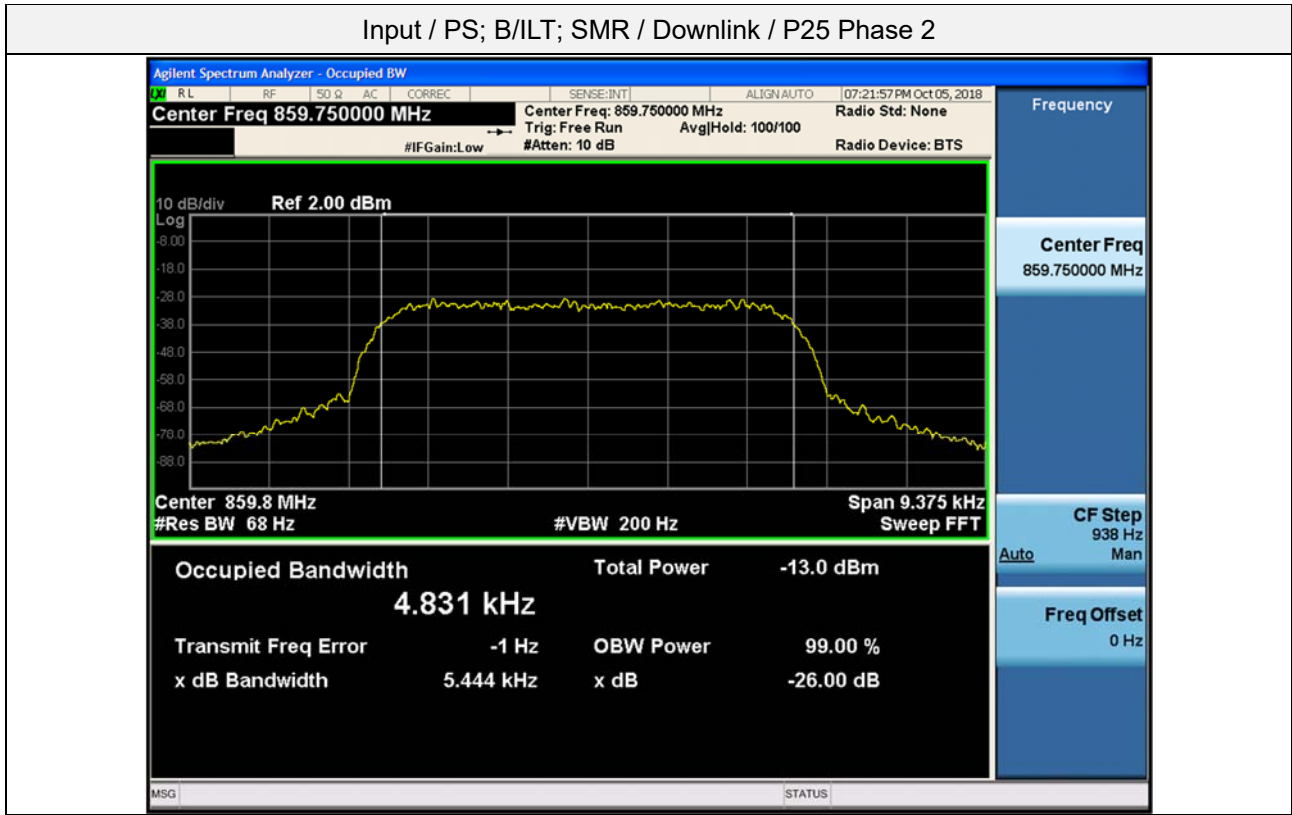 Input / PS; B/ILT; SMR / Downlink / P25 Phase 2
Agilent Spectrum Analyzer - Occupied BW
LXI RL RF 50 Ω AC CORREC SENSE:INT ALIGN AUTO 07:21:57 PM Oct 05, 2018
Center Freq 859.750000 MHz Center Freq: 859.750000 MHz Radio Std: None
Trig: Free Run Avg|Hold: 100/100
#IFGain:Low #Atten: 10 dB Radio Device: BTS
10 dB/div Ref 2.00 dBm
Log
-8.00
-18.0
-28.0
-38.0
-48.0
-58.0
-68.0
-78.0
-88.0
Center 859.8 MHz Span 9.375 kHz
#Res BW 68 Hz #VBW 200 Hz Sweep FFT
Occupied Bandwidth Total Power -13.0 dBm
4.831 kHz
Transmit Freq Error -1 Hz OBW Power 99.00 %
x dB Bandwidth 5.444 kHz x dB -26.00 dB
Frequency
Center Freq
859.750000 MHz
CF Step
938 Hz
Auto Man
Freq Offset
0 Hz
MSG STATUS